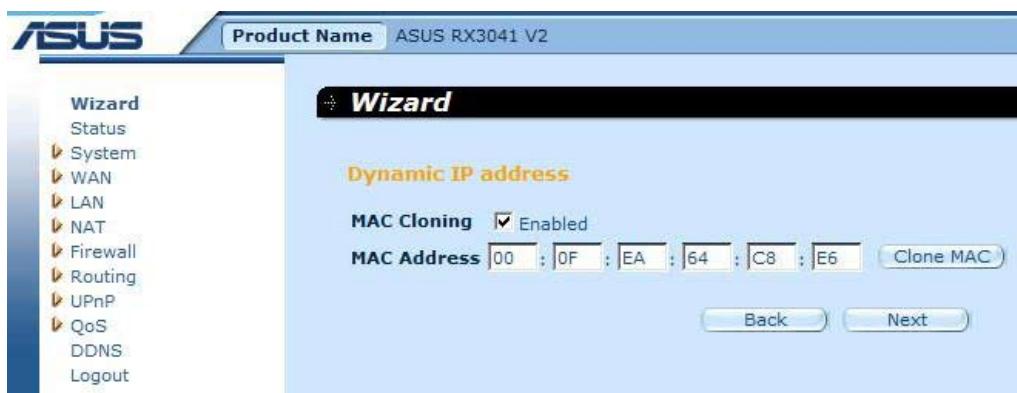 ASUS
Product Name ASUS RX3041 V2
Wizard
Status
System
WAN
LAN
NAT
Firewall
Routing
UPnP
QoS
DDNS
Logout
Wizard
Dynamic IP address
MAC Cloning Enabled
MAC Address 00 : 0F : EA : 64 : C8 : E6 Clone MAC
Back Next